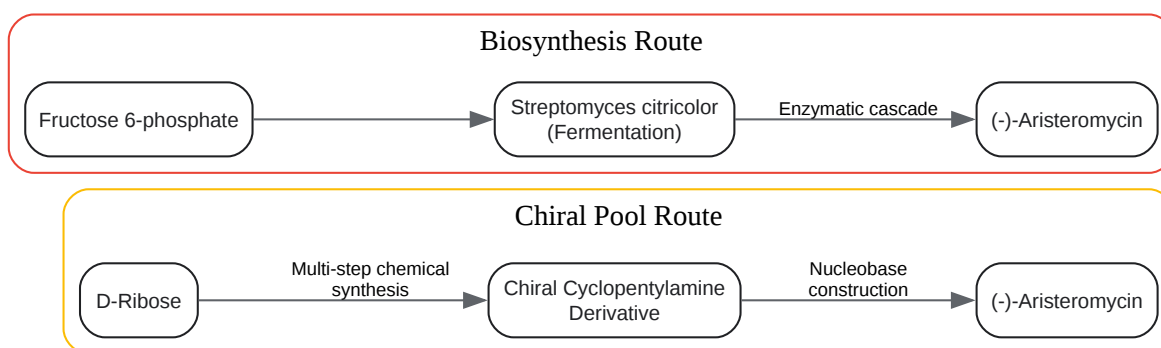 Biosynthesis Route
Fructose 6-phosphate
Streptomyces citricolor
(Fermentation)
Enzymatic cascade
(-)-Aristeromycin
Chiral Pool Route
D-Ribose
Multi-step chemical
synthesis
Chiral Cyclopentylamine
Derivative
Nucleobase
construction
(-)-Aristeromycin